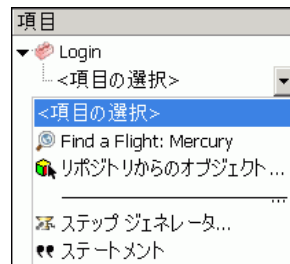 項目
Login
<項目の選択>
<項目の選択>
Find a Flight: Mercury
リポジトリからのオブジェクト...
...
ステップ ジェネレータ...
ステートメント